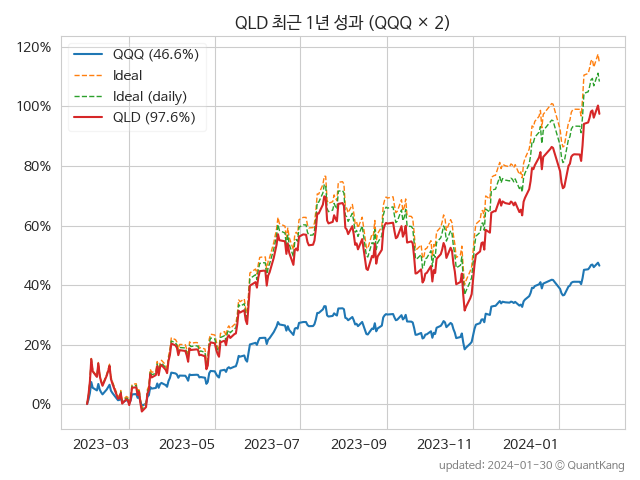 QLD 최근 1년 성과 (QQQ × 2)
120%
100%
80%
60%
40%
20%
0%
QQQ (46.6%)
Ideal
Ideal (daily)
QLD (97.6%)
2023-03 2023-05 2023-07 2023-09 2023-11 2024-01
updated: 2024-01-30 © QuantKang